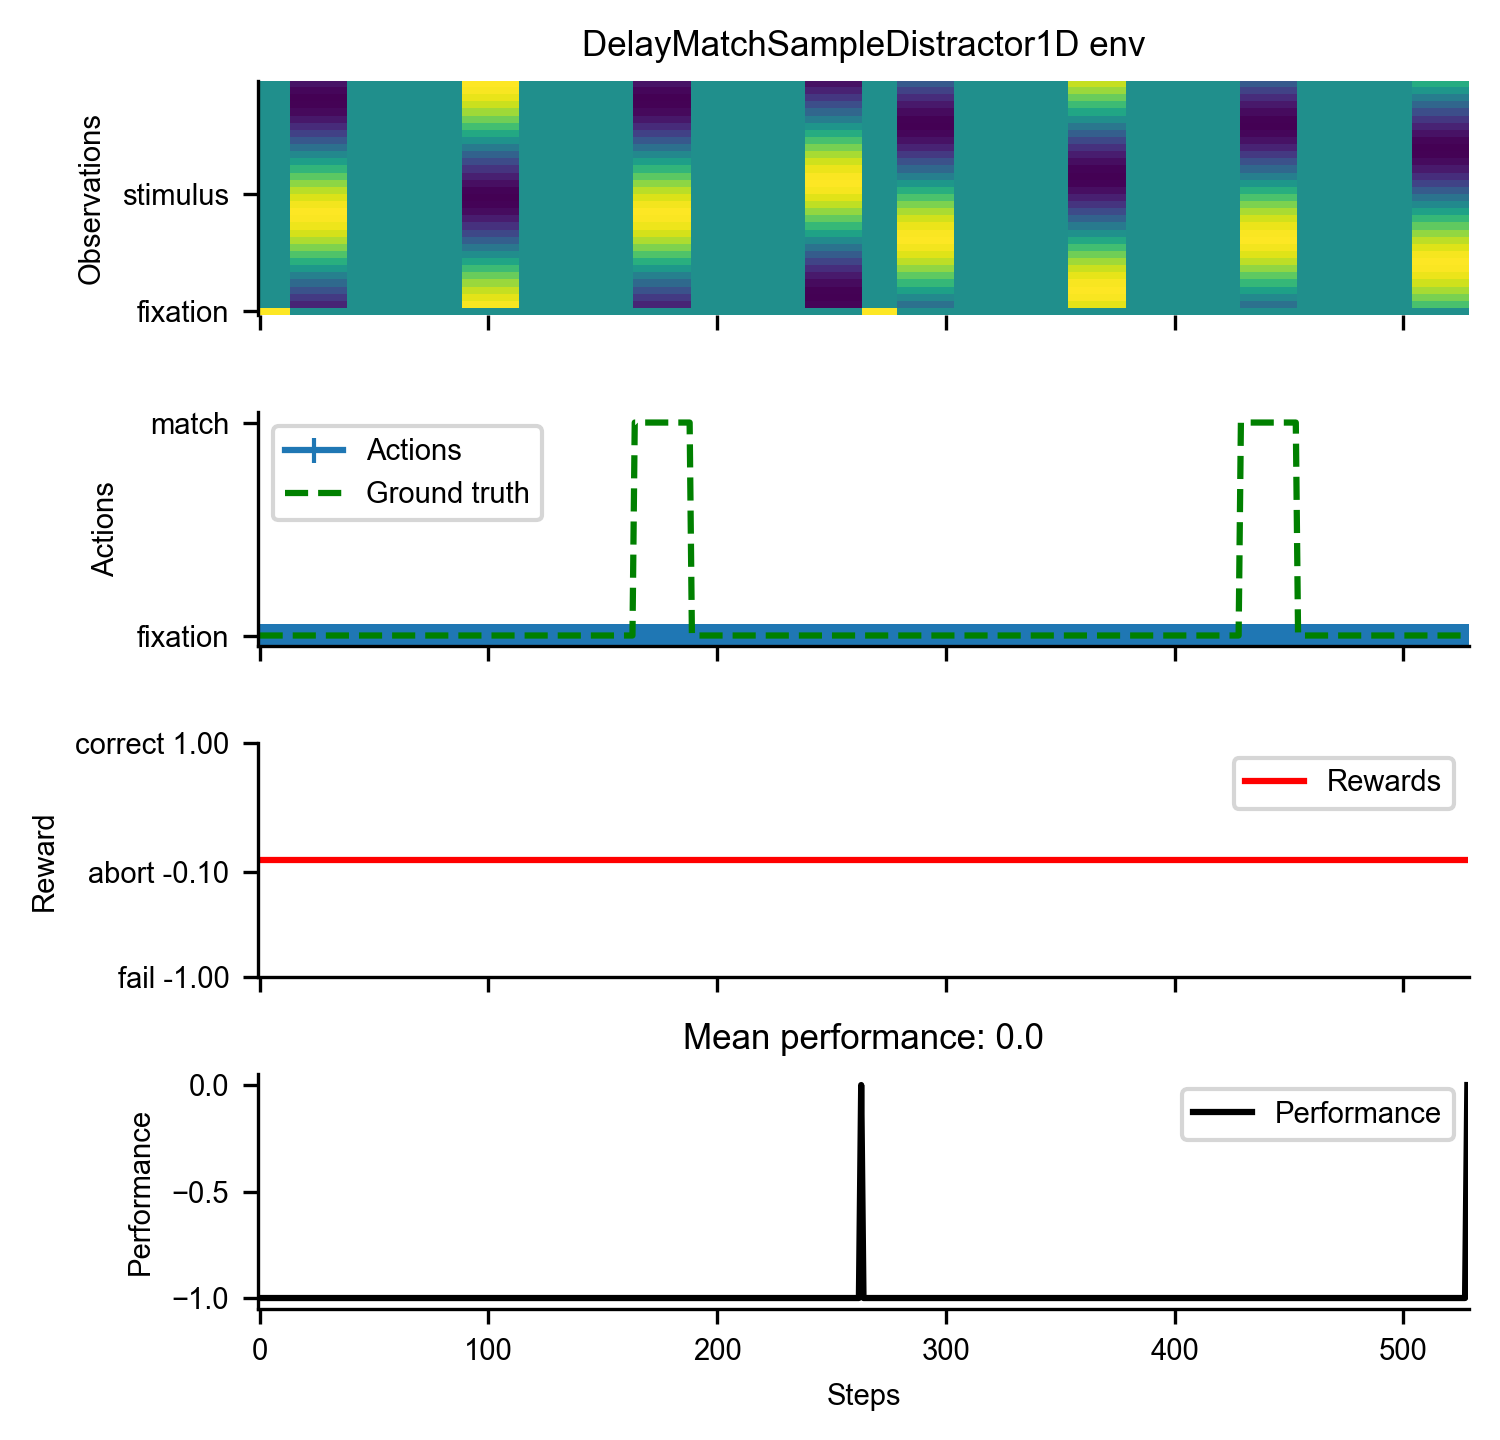 DelayMatchSampleDistractor1D env
Observations
stimulus
fixation
Actions
match
fixation
Actions
Ground truth
Reward
correct 1.00
abort -0.10
fail -1.00
Rewards
Mean performance: 0.0
Performance
0.0
−0.5
−1.0
Performance
0 100 200 300 400 500
Steps